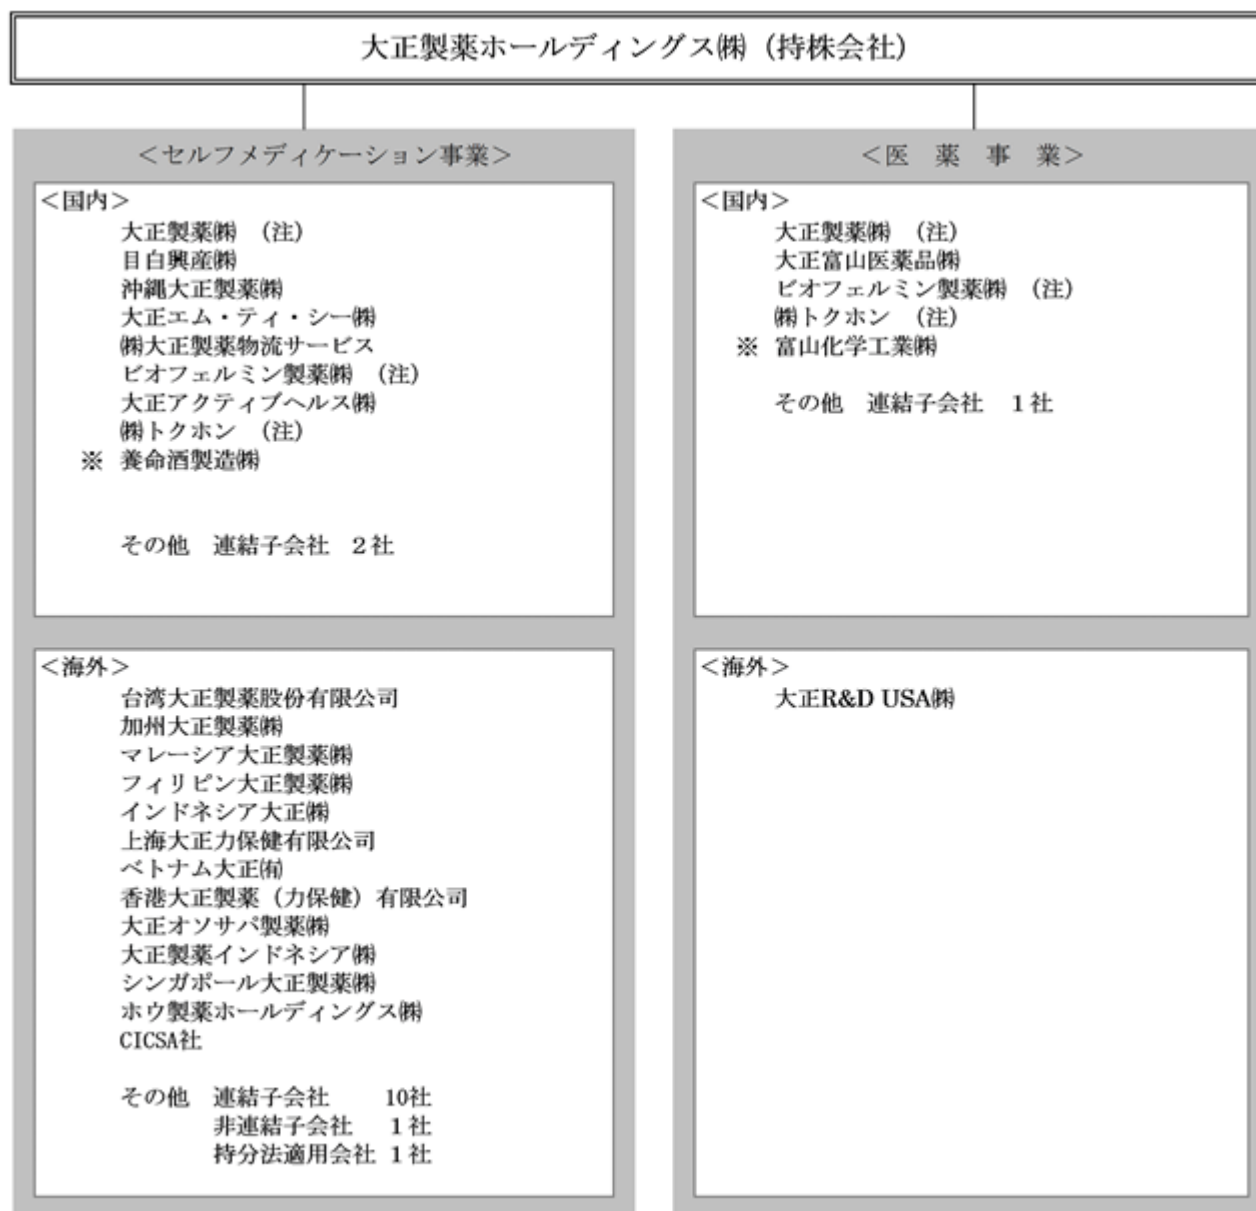 大正製薬ホールディングス㈱（持株会社）
＜セルフメディケーション事業＞
＜国内＞
大正製薬㈱　（注）
目白興産㈱
沖縄大正製薬㈱
大正エム・ティ・シー㈱
㈱大正製薬物流サービス
ビオフェルミン製薬㈱　（注）
大正アクティブヘルス㈱
㈱トクホン　（注）
※　養命酒製造㈱
その他　連結子会社　２社
＜海外＞
台湾大正製薬股份有限公司
加州大正製薬㈱
マレーシア大正製薬㈱
フィリピン大正製薬㈱
インドネシア大正㈱
上海大正力保健有限公司
ベトナム大正㈲
香港大正製薬（力保健）有限公司
大正オソサパ製薬㈱
大正製薬インドネシア㈱
シンガポール大正製薬㈱
ホウ製薬ホールディングス㈱
CICSA社
その他　連結子会社　10社
非連結子会社　１社
持分法適用会社 １社
＜医　薬　事　業＞
＜国内＞
大正製薬㈱　（注）
大正富山医薬品㈱
ビオフェルミン製薬㈱　（注）
㈱トクホン　（注）
※　富山化学工業㈱
その他　連結子会社　１社
＜海外＞
大正R&D USA㈱